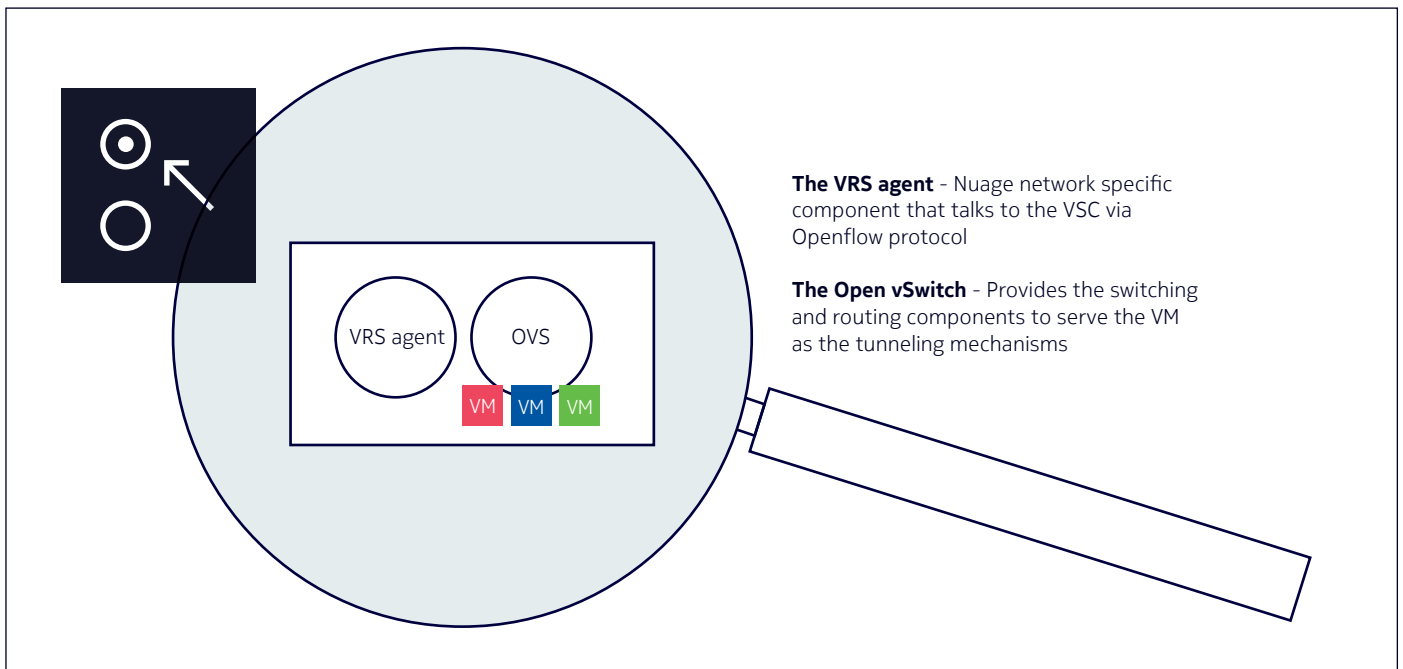 The VRS agent - Nuage network specific
component that talks to the VSC via
Openflow protocol
The Open vSwitch - Provides the switching
and routing components to serve the VM
as the tunneling mechanisms
VRS agent
OVS
VM
VM
VM